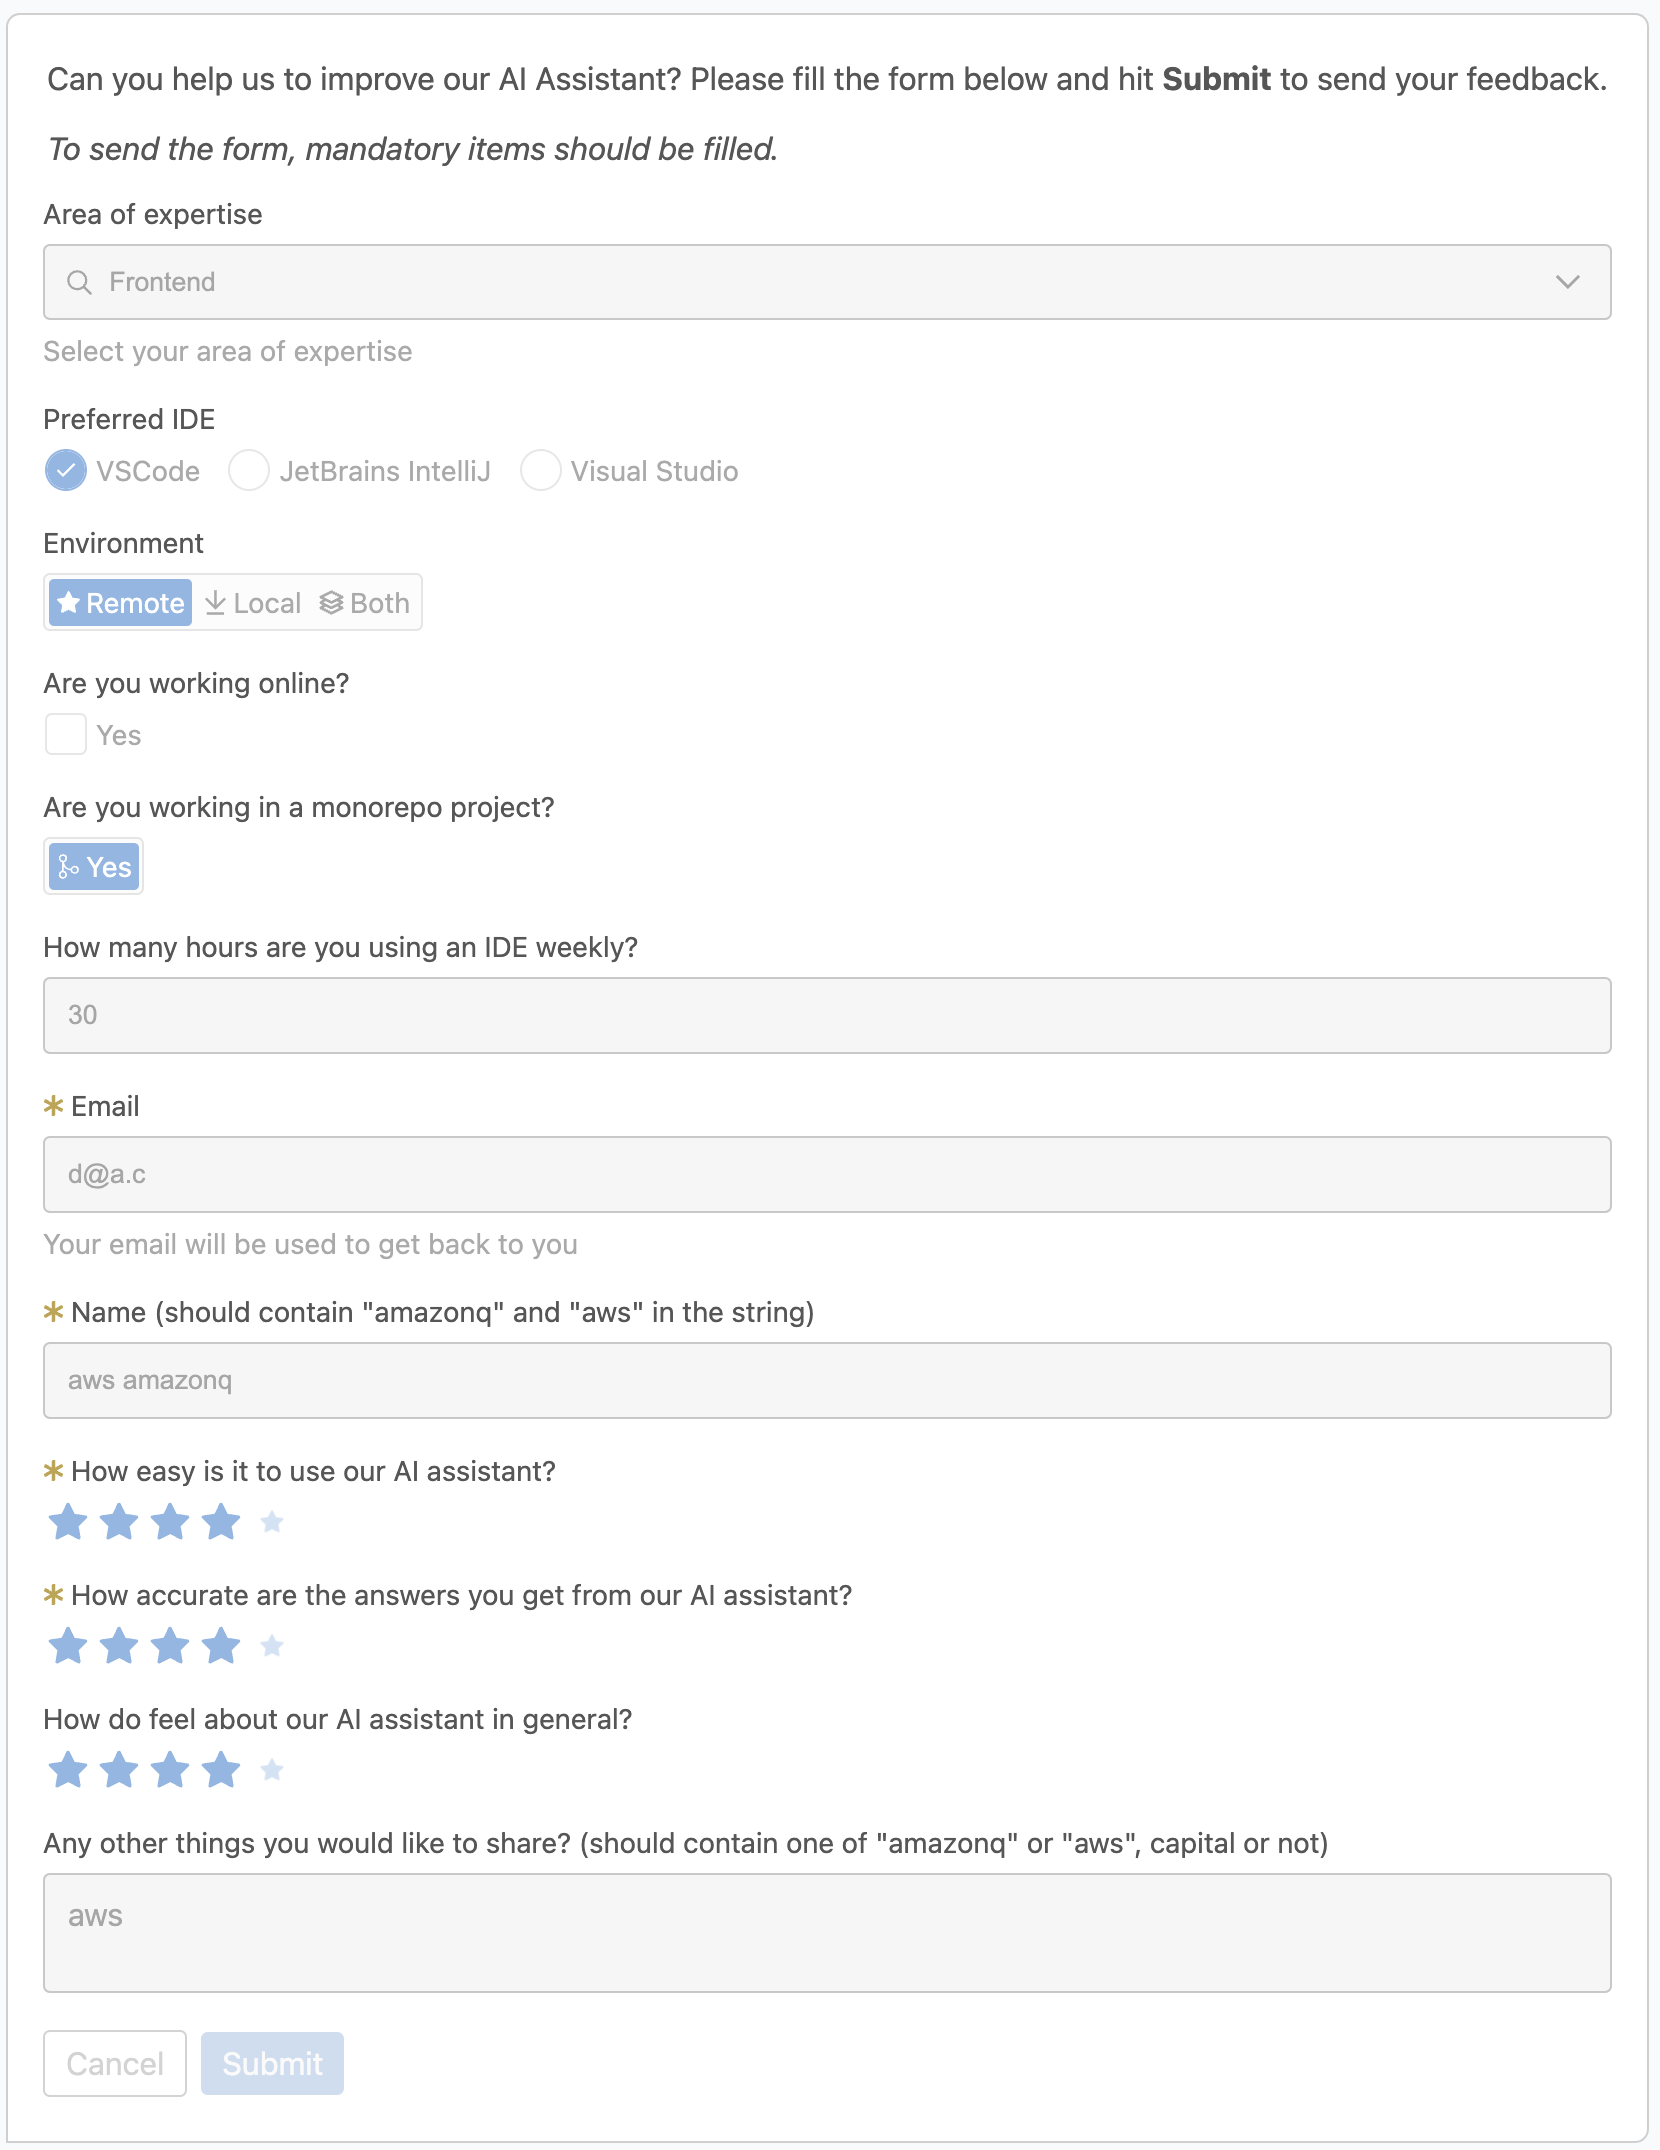 Can you help us to improve our AI Assistant? Please fill the form below and hit Submit to send your feedback.
To send the form, mandatory items should be filled.
Area of expertise
Frontend
Select your area of expertise
Preferred IDE
VSCode JetBrains IntelliJ Visual Studio
Environment
Remote Local Both
Are you working online?
Yes
Are you working in a monorepo project?
Yes
How many hours are you using an IDE weekly?
30
* Email
d@a.c
Your email will be used to get back to you
* Name (should contain "amazonq" and "aws" in the string)
aws amazonq
* How easy is it to use our AI assistant?
* How accurate are the answers you get from our AI assistant?
How do feel about our AI assistant in general?
Any other things you would like to share? (should contain one of "amazonq" or "aws", capital or not)
aws
Cancel Submit